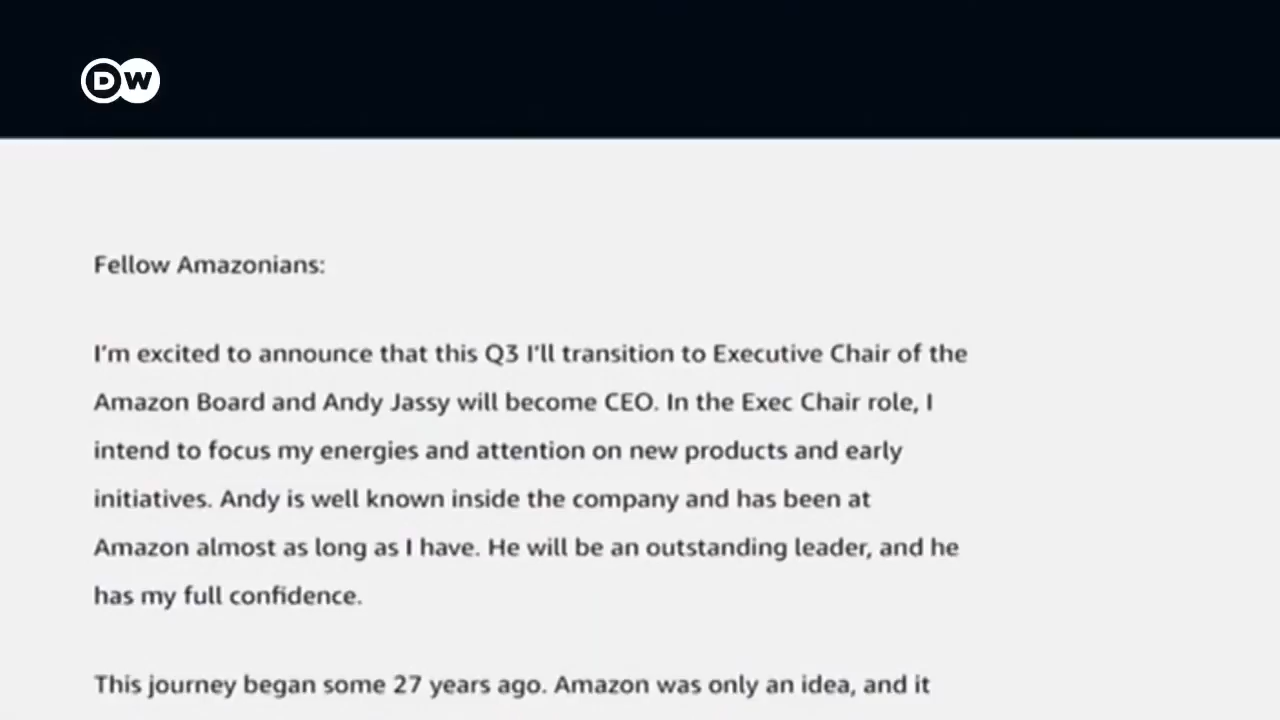 DW
Fellow Amazonians:
I'm excited to announce that this Q3 I'll transition to Executive Chair of the
Amazon Board and Andy Jassy will become CEO. In the Exec Chair role, I
intend to focus my energies and attention on new products and early
initiatives. Andy is well known inside the company and has been at
Amazon almost as long as I have. He will be an outstanding leader, and he
has my full confidence.
This journey began some 27 years ago. Amazon was only an idea, and it